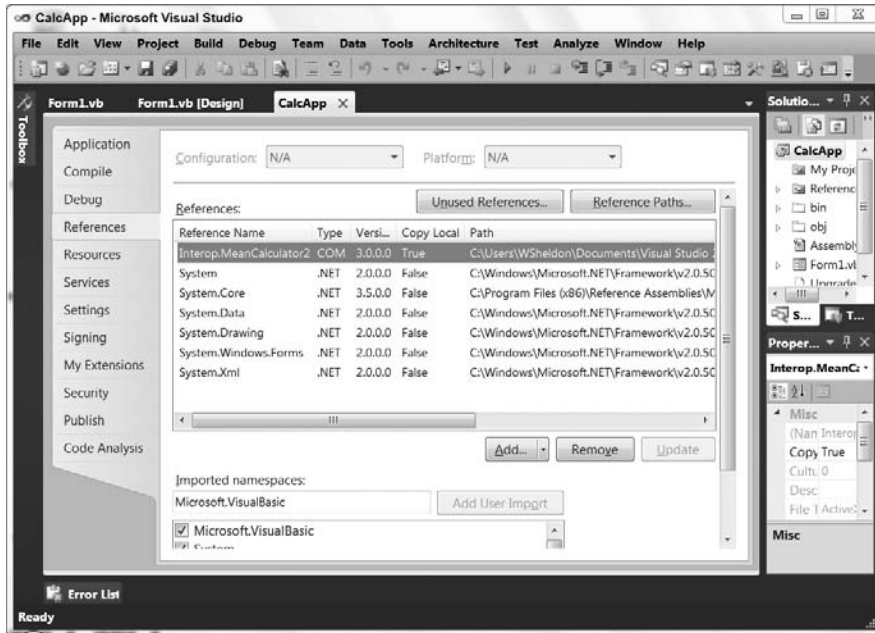 CalcApp - Microsoft Visual Studio
File Edit View Project Build Debug Team Data Tools Architecture Test Analyze Window Help
Toolbox
Form1.vb Form1.vb [Design] CalcApp
Application
Compile
Debug
References
Resources
Services
Settings
Signing
My Extensions
Security
Publish
Code Analysis
Configuration: N/A Platform: N/A
References: Unused References... Reference Paths...
Reference Name Type Versi... Copy Local Path
Interop.MeanCalculator2 COM 3.0.0.0 True C:\Users\WSheldon\Documents\Visual Studio
System .NET 2.0.0.0 False C:\Windows\Microsoft.NET\Framework\v2.0.50
System.Core .NET 3.5.0.0 False C:\Program Files (x86)\Reference Assemblies\M
System.Data .NET 2.0.0.0 False C:\Windows\Microsoft.NET\Framework\v2.0.50
System.Drawing .NET 2.0.0.0 False C:\Windows\Microsoft.NET\Framework\v2.0.50
System.Windows.Forms .NET 2.0.0.0 False C:\Windows\Microsoft.NET\Framework\v2.0.50
System.Xml .NET 2.0.0.0 False C:\Windows\Microsoft.NET\Framework\v2.0.50
Add... Remove Update
Imported namespaces:
Microsoft.VisualBasic Add User Import
Microsoft.VisualBasic
Solutio...
CalcApp
My Proje
Referenc
bin
obj
Assembly
Form1.vb
S... T...
Proper...
Interop.MeanCa
Misc
(Nam Interop
Copy True
Cultu 0
Desc
File T ActiveX
Misc
Error List
Ready